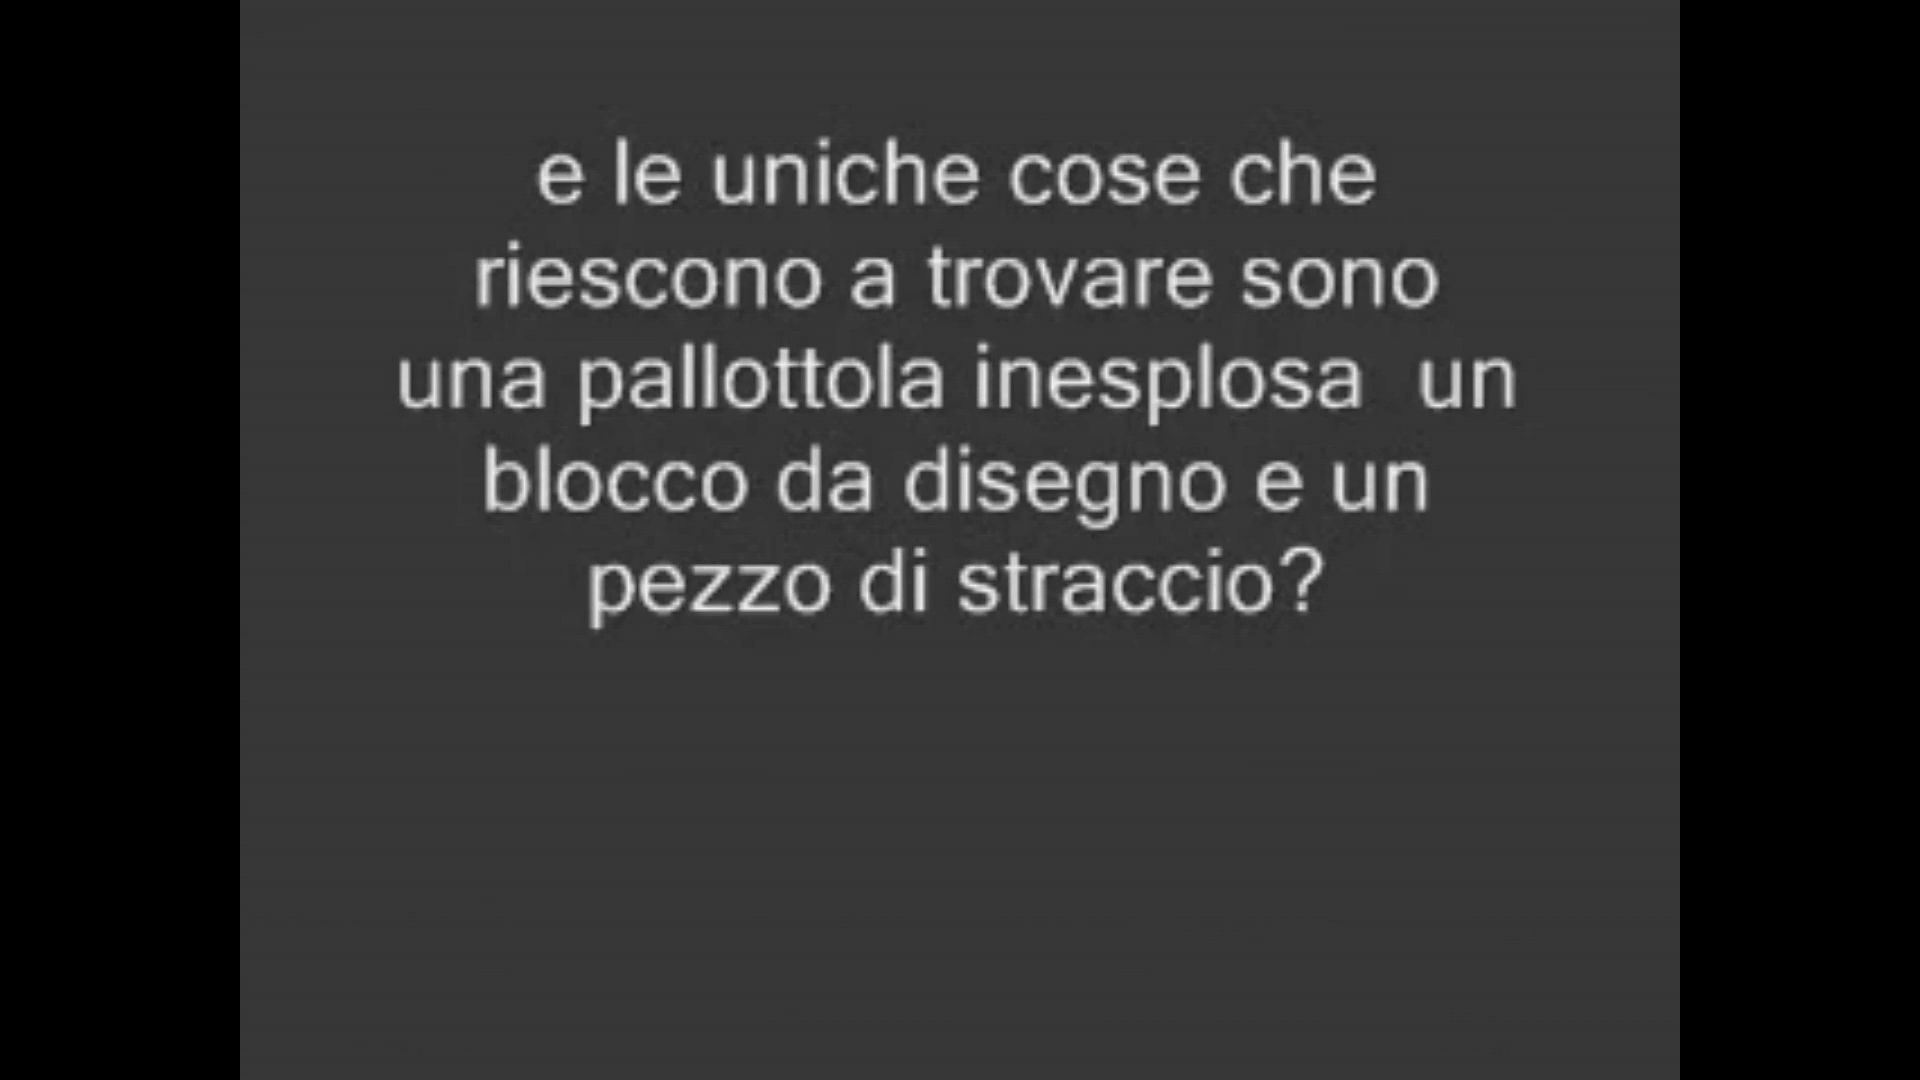 e le uniche cose che
riescono a trovare sono
una pallottola inesplosa  un
blocco da disegno e un
pezzo di straccio?